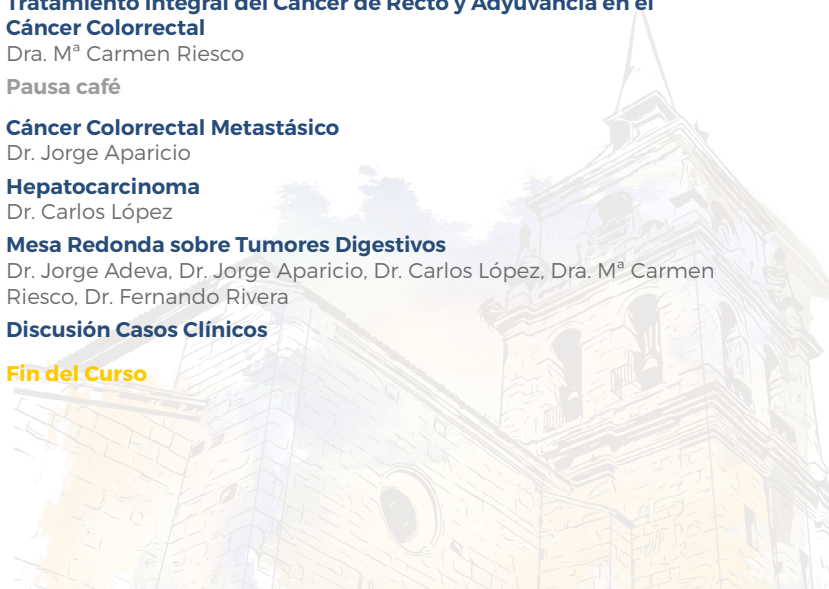 Tratamiento Integral del Cáncer de Recto y Adyuvancia en el
Cáncer Colorrectal
Dra. Mª Carmen Riesco
Pausa café
Cáncer Colorrectal Metastásico
Dr. Jorge Aparicio
Hepatocarcinoma
Dr. Carlos López
Mesa Redonda sobre Tumores Digestivos
Dr. Jorge Adeva, Dr. Jorge Aparicio, Dr. Carlos López, Dra. Mª Carmen
Riesco, Dr. Fernando Rivera
Discusión Casos Clínicos
Fin del Curso